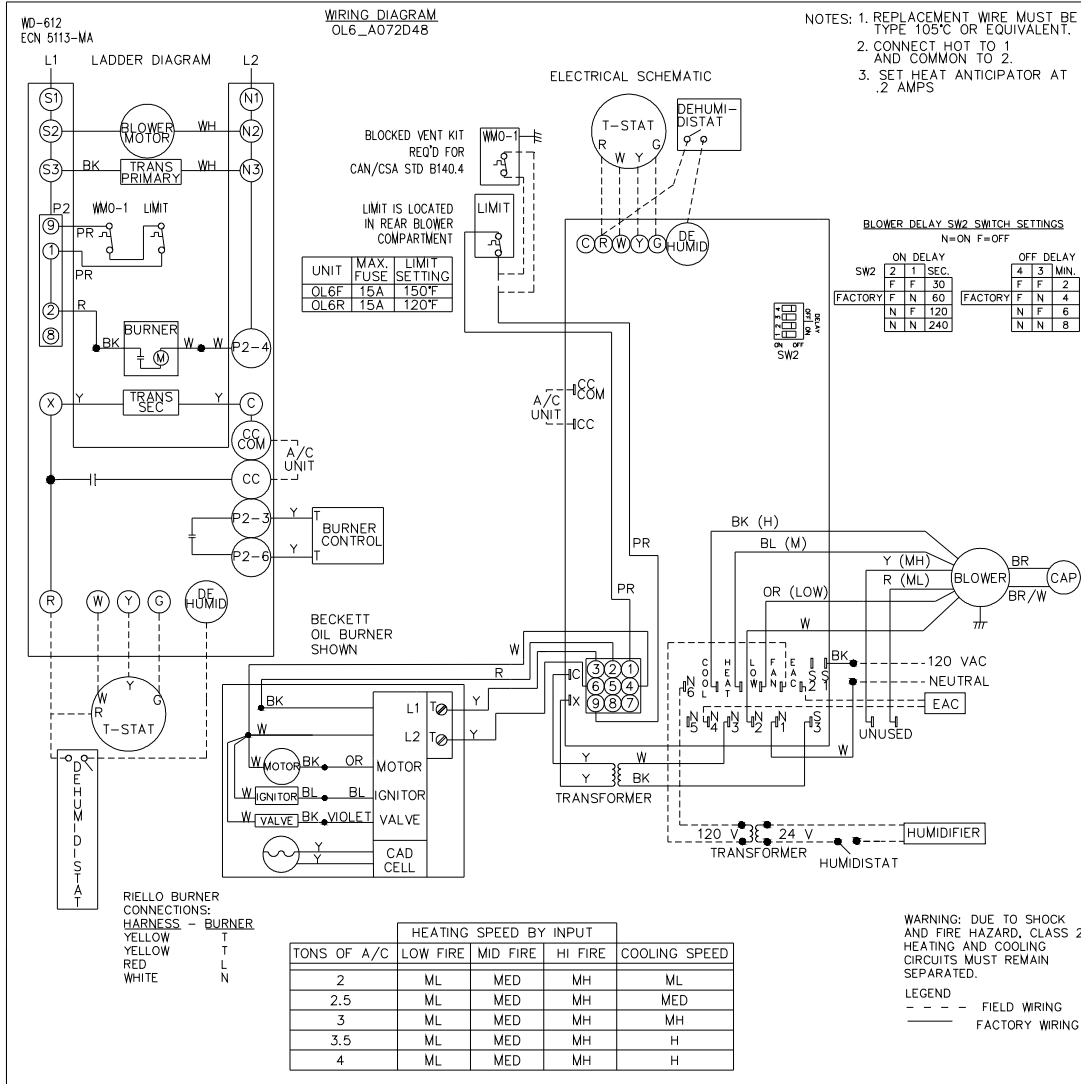 WD-612
ECN 5113-MA
WIRING DIAGRAM
OL6_A072D48
NOTES: 1. REPLACEMENT WIRE MUST BE
TYPE 105°C OR EQUIVALENT.
2. CONNECT HOT TO 1
AND COMMON TO 2.
3. SET HEAT ANTICIPATOR AT
.2 AMPS
L1 LADDER DIAGRAM L2
S1 N1
S2 BLOWER MOTOR WH N2
S3 BK TRANS PRIMARY WH N3
P2 WMO-1 LIMIT
9
PR
1
PR
2 R
8
BURNER
BK M W W P2-4
X Y TRANS SEC Y C
CC COM
A/C UNIT
CC
P2-3 Y T
BURNER CONTROL
P2-6 Y T
R W Y G DE HUMID
W
R G
T-STAT
DEHUMIDISTAT
ELECTRICAL SCHEMATIC
BLOCKED VENT KIT
REQ'D FOR
CAN/CSA STD B140.4
WMO-1
LIMIT IS LOCATED
IN REAR BLOWER
COMPARTMENT
LIMIT
UNIT MAX. FUSE LIMIT SETTING
OL6F 15A 150°F
OL6R 15A 120°F
T-STAT
R W Y G
DEHUMI-
DISTAT
C R W Y G DE HUMID
BLOWER DELAY SW2 SWITCH SETTINGS
N=ON F=OFF
ON DELAY OFF DELAY
SW2 2 1 SEC. 4 3 MIN.
F F 30 F F 2
FACTORY F N 60 FACTORY F N 4
N F 120 N F 6
N N 240 N N 8
4
3
2
1
OFF ON
DELAY
ON OFF
SW2
A/C UNIT
CC COM
CC
PR
PR
BK (H)
BL (M)
Y (MH)
R (ML)
OR (LOW)
W
BLOWER
BR
BR/W
CAP
BECKETT
OIL BURNER
SHOWN
W
R
C
X
3 2 1
6 5 4
9 8 7
N6 COOL HEAT LOW FAN EAC S2 S1
N5 N4 N3 N2 N1 S3
BK 120 VAC
NEUTRAL
EAC
UNUSED
W
BK L1 T Y
W L2 T Y
W MOTOR BK OR MOTOR
W IGNITOR BL BL IGNITOR
W VALVE BK VIOLET VALVE
Y
Y
CAD CELL
Y W
Y BK
TRANSFORMER
120 V 24 V
TRANSFORMER
HUMIDIFIER
HUMIDISTAT
RIELLO BURNER
CONNECTIONS:
HARNESS - BURNER
YELLOW T
YELLOW T
RED L
WHITE N
HEATING SPEED BY INPUT
TONS OF A/C LOW FIRE MID FIRE HI FIRE COOLING SPEED
2 ML MED MH ML
2.5 ML MED MH MED
3 ML MED MH MH
3.5 ML MED MH H
4 ML MED MH H
WARNING: DUE TO SHOCK
AND FIRE HAZARD, CLASS 2
HEATING AND COOLING
CIRCUITS MUST REMAIN
SEPARATED.
LEGEND
FIELD WIRING
FACTORY WIRING